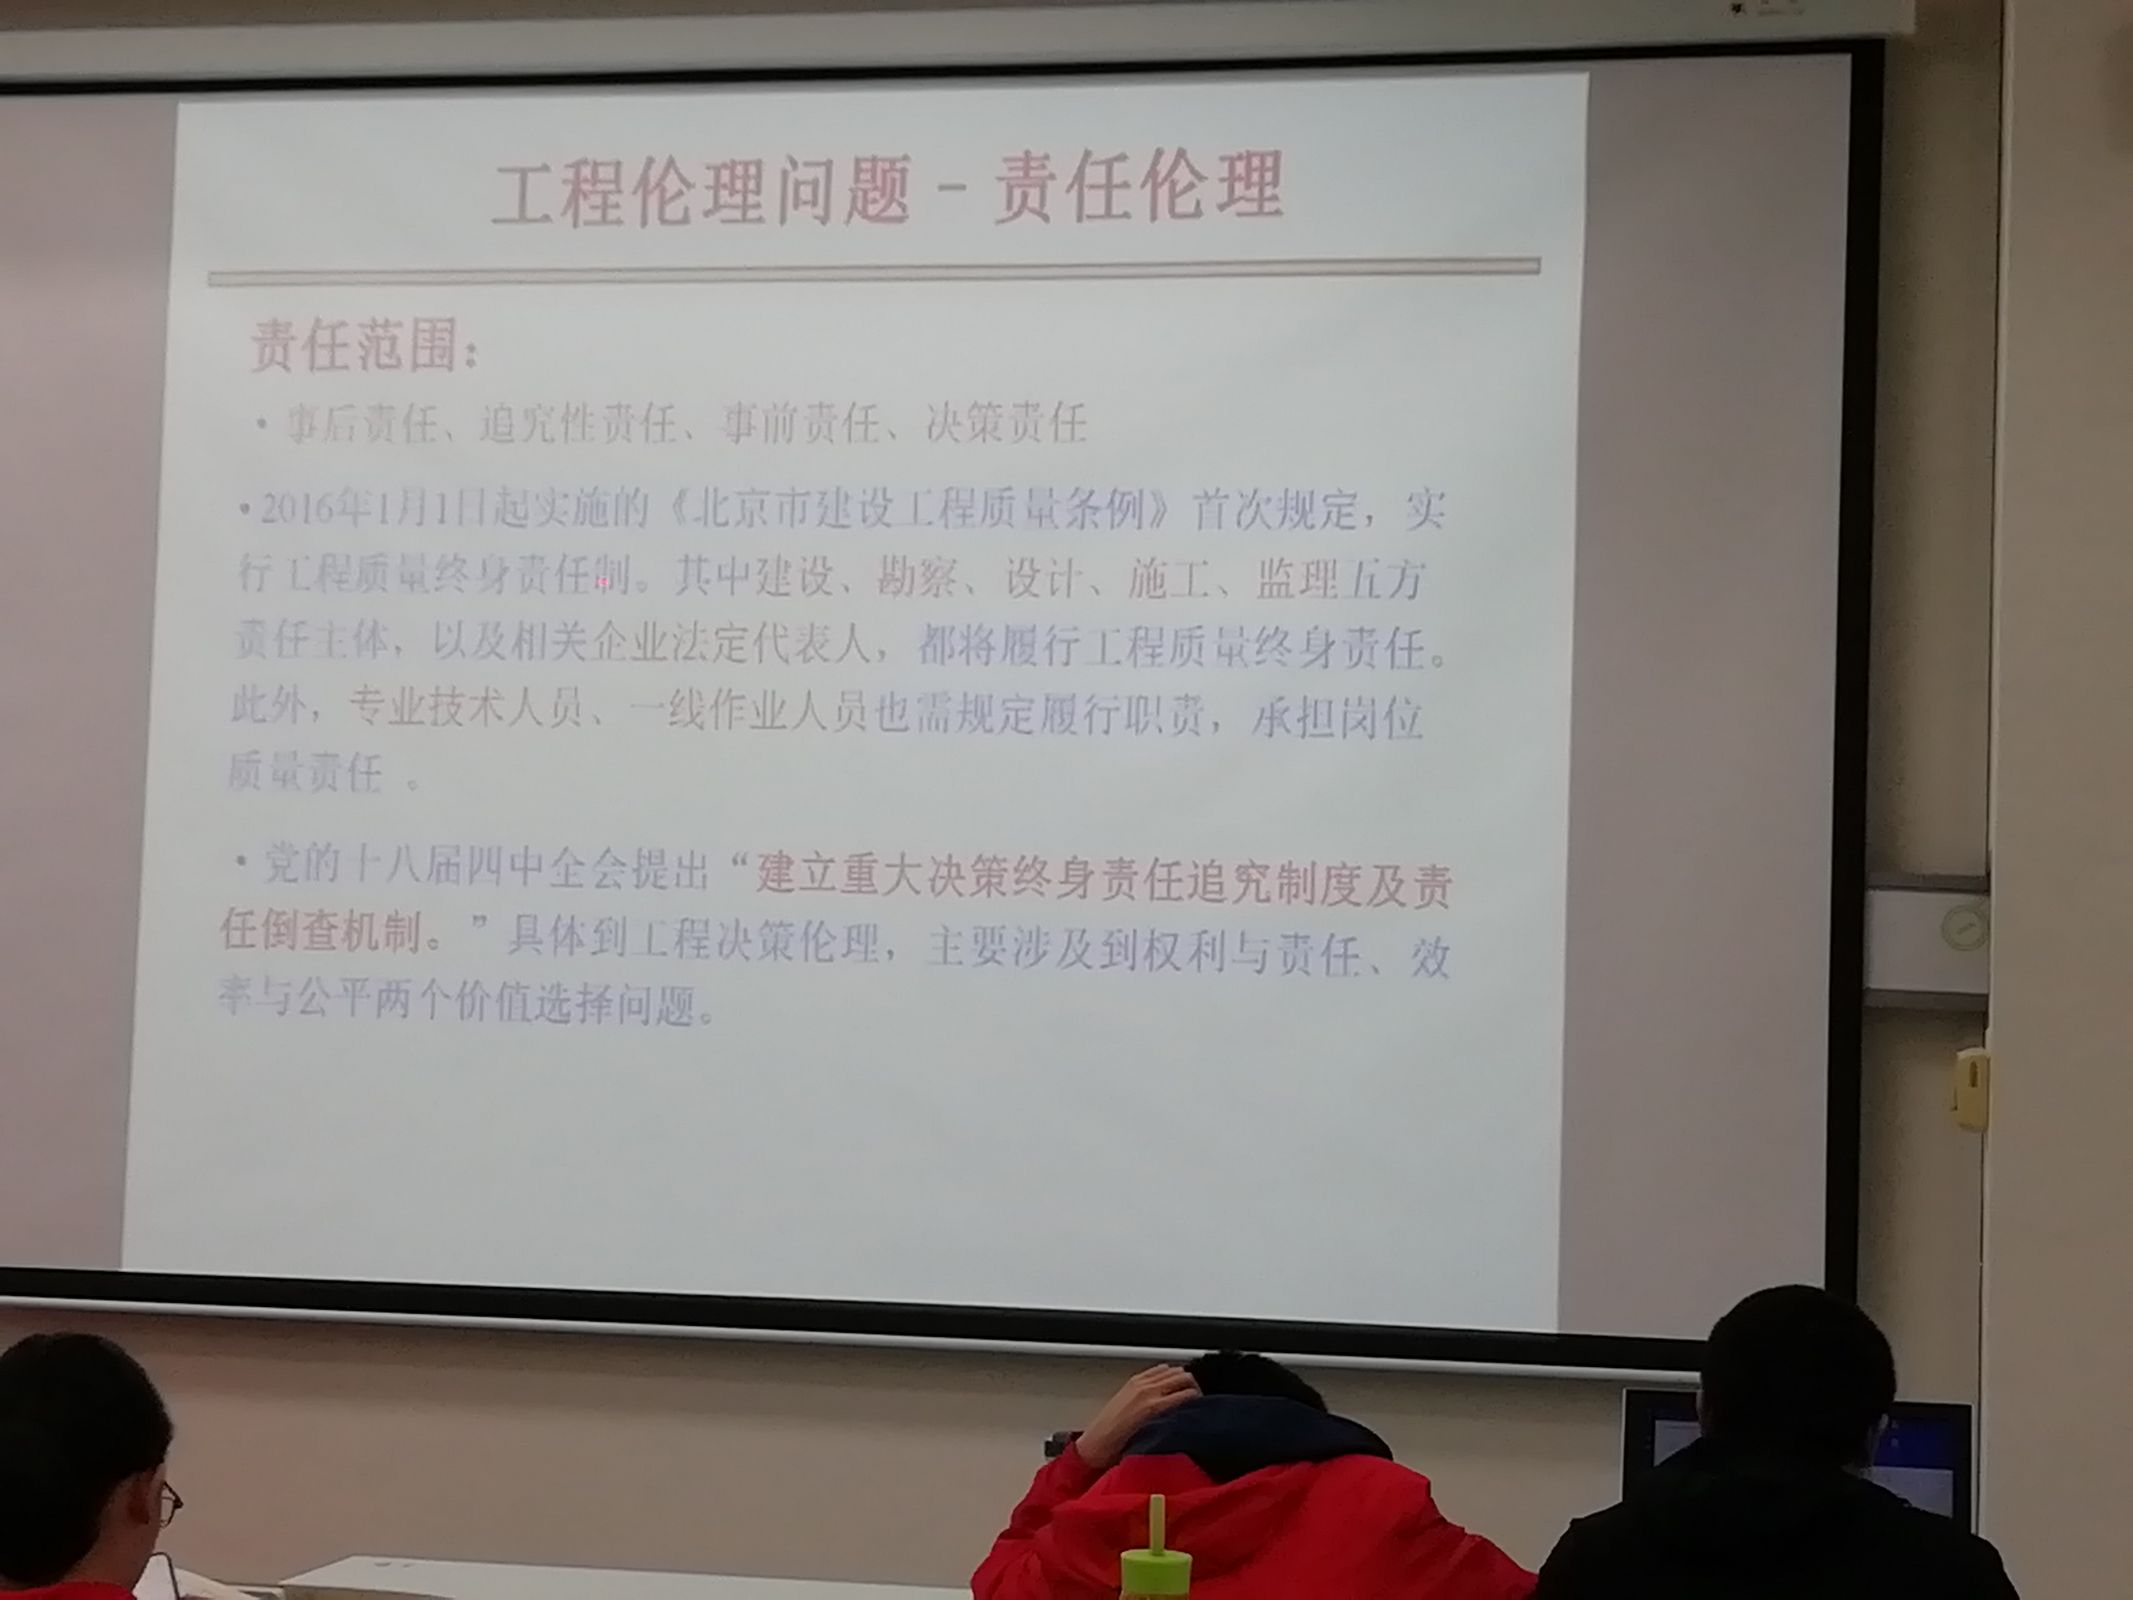 工程伦理问题－责任伦理
责任范围：
• 事后责任、追究性责任、事前责任、决策责任
• 2016年1月1日起实施的《北京市建设工程质量条例》首次规定，实
行工程质量终身责任制。其中建设、勘察、设计、施工、监理五方
责任主体，以及相关企业法定代表人，都将履行工程质量终身责任。
此外，专业技术人员、一线作业人员也需规定履行职责，承担岗位
质量责任 。
• 党的十八届四中全会提出“建立重大决策终身责任追究制度及责
任倒查机制。”具体到工程决策伦理，主要涉及到权利与责任、效
率与公平两个价值选择问题。